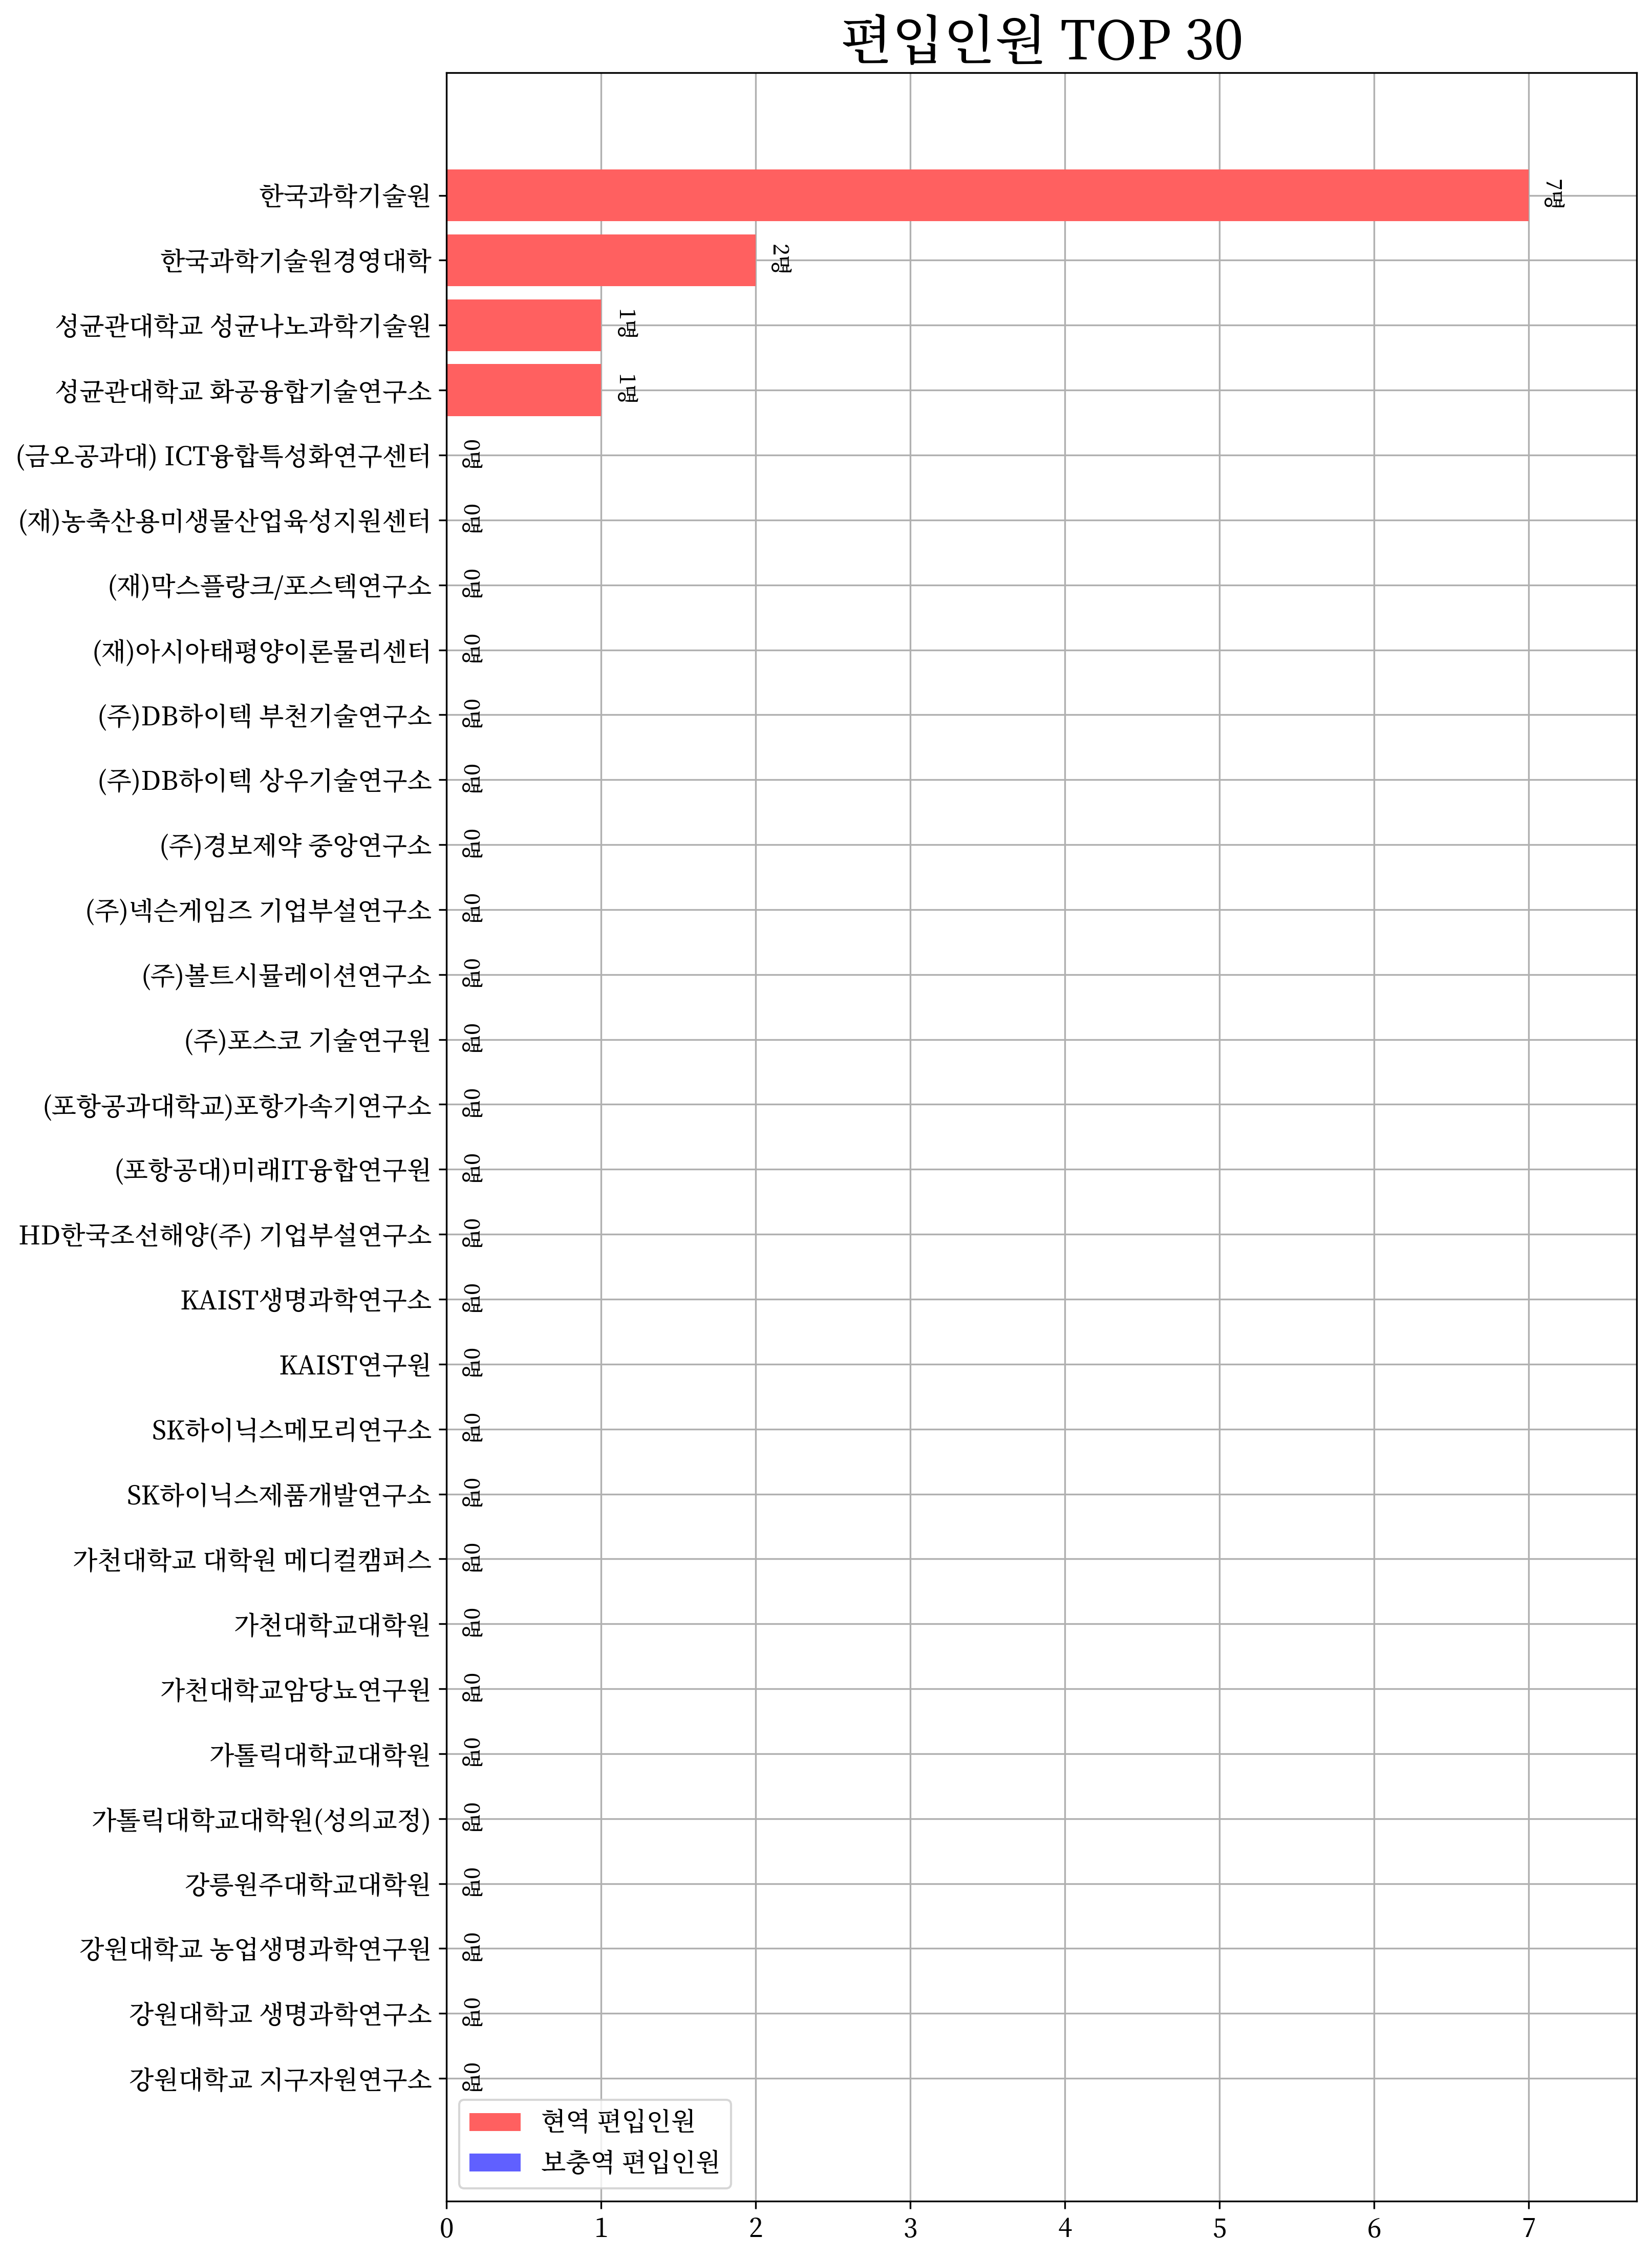 편입인원 TOP 30
한국과학기술원
7명
한국과학기술원경영대학
2명
성균관대학교 성균나노과학기술원
1명
성균관대학교 화공융합기술연구소
1명
(금오공과대) ICT융합특성화연구센터
0명
(재)농축산용미생물산업육성지원센터
0명
(재)막스플랑크/포스텍연구소
0명
(재)아시아태평양이론물리센터
0명
(주)DB하이텍 부천기술연구소
0명
(주)DB하이텍 상우기술연구소
0명
(주)경보제약 중앙연구소
0명
(주)넥슨게임즈 기업부설연구소
0명
(주)볼트시뮬레이션연구소
0명
(주)포스코 기술연구원
0명
(포항공과대학교)포항가속기연구소
0명
(포항공대)미래IT융합연구원
0명
HD한국조선해양(주) 기업부설연구소
0명
KAIST생명과학연구소
0명
KAIST연구원
0명
SK하이닉스메모리연구소
0명
SK하이닉스제품개발연구소
0명
가천대학교 대학원 메디컬캠퍼스
0명
가천대학교대학원
0명
가천대학교암당뇨연구원
0명
가톨릭대학교대학원
0명
가톨릭대학교대학원(성의교정)
0명
강릉원주대학교대학원
0명
강원대학교 농업생명과학연구원
0명
강원대학교 생명과학연구소
0명
강원대학교 지구자원연구소
0명
현역 편입인원
보충역 편입인원
0 1 2 3 4 5 6 7